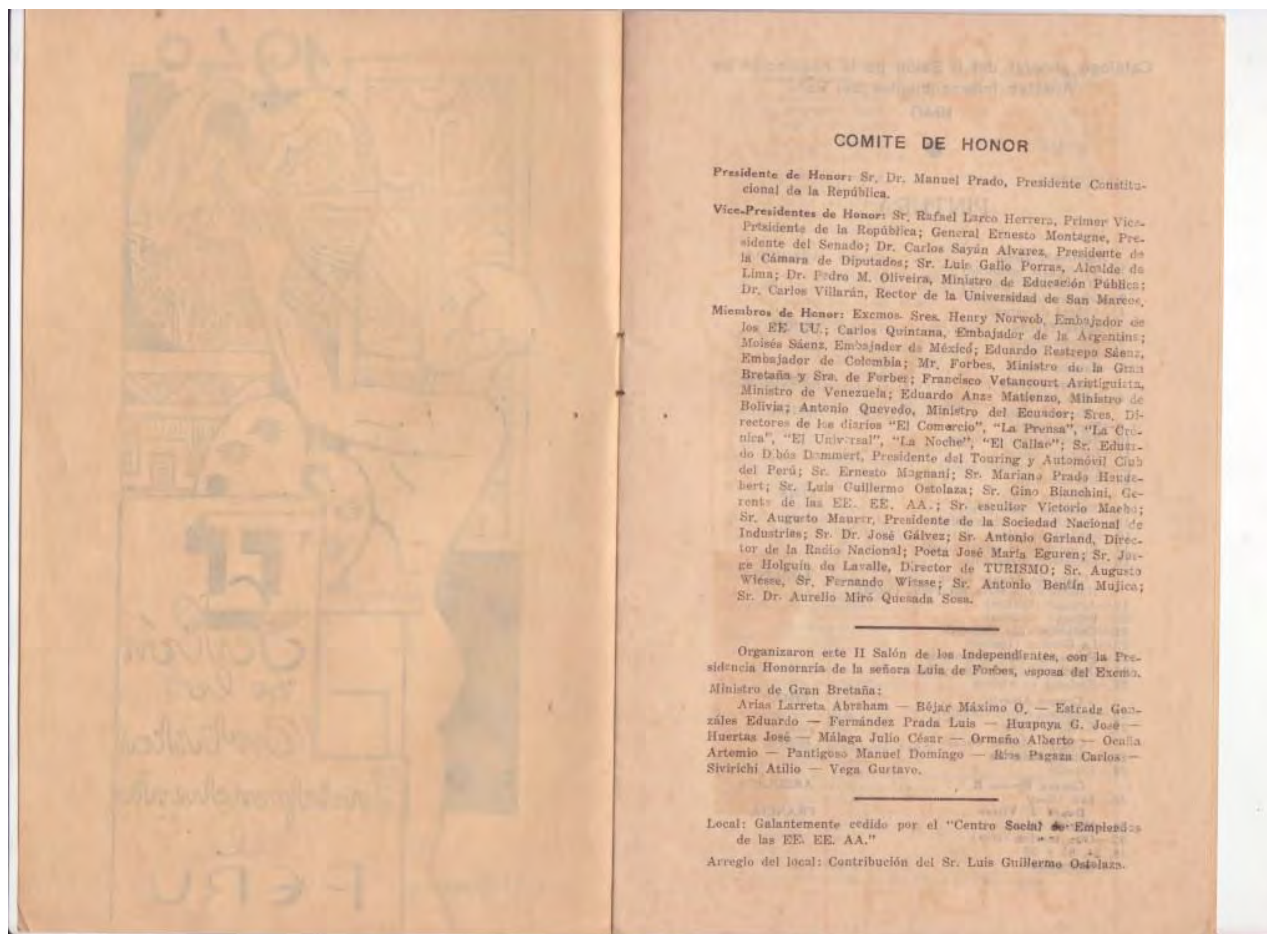 COMITE DE HONOR
Presidente de Honor: Sr. Dr. Manuel Prado, Presidente Constitu-
cional de la República.
Vice-Presidentes de Honor: Sr. Rafael Larco Herrera, Primer Vice-
Presidente de la República; General Ernesto Montagne, Pre-
sidente del Senado; Dr. Carlos Sayán Alvarez, Presidente de
la Cámara de Diputados; Sr. Luis Gallo Porras, Alcalde de
Lima; Dr. Pedro M. Oliveira, Ministro de Educación Pública;
Dr. Carlos Villarán, Rector de la Universidad de San Marcos.
Miembros de Honor: Excmos. Sres. Henry Norwob, Embajador de
los EE. UU.; Carlos Quintana, Embajador de la Argentina;
Moisés Sáenz, Embajador de México; Eduardo Restrepo Sáenz,
Embajador de Colombia; Mr. Forbes, Ministro de la Gran
Bretaña y Sra. de Forbes; Francisco Vetancourt Aristiguieta,
Ministro de Venezuela; Eduardo Anze Matienzo, Ministro de
Bolivia; Antonio Quevedo, Ministro del Ecuador; Sres. Di-
rectores de los diarios "El Comercio", "La Prensa", "La Cró-
nica", "El Universal", "La Noche", "El Callao"; Sr. Eduar-
do Dibós Dammert, Presidente del Touring y Automóvil Club
del Perú; Sr. Ernesto Magnani; Sr. Mariano Prado Heude-
bert; Sr. Luis Guillermo Ostolaza; Sr. Gino Bianchini, Ge-
rente de las EE. EE. AA.; Sr. escultor Victorio Macho;
Sr. Augusto Maurer, Presidente de la Sociedad Nacional de
Industrias; Sr. Dr. José Gálvez; Sr. Antonio Garland, Direc-
tor de la Radio Nacional; Poeta José María Eguren; Sr. Jor-
ge Holguín de Lavalle, Director de TURISMO; Sr. Augusto
Wiesse, Sr. Fernando Wiesse; Sr. Antonio Bentín Mujica;
Sr. Dr. Aurelio Miró Quesada Sosa.
Organizaron este II Salón de los Independientes, con la Pre-
sidencia Honoraria de la señora Luia de Forbes, esposa del Excmo.
Ministro de Gran Bretaña:
Arias Larreta Abraham — Béjar Máximo O. — Estrada Gon-
záles Eduardo — Fernández Prada Luis — Huapaya G. José —
Huertas José — Málaga Julio César — Ormeño Alberto — Ocaña
Artemio — Pantigoso Manuel Domingo — Ríos Pagaza Carlos —
Sivirichi Atilio — Vega Gustavo.
Local: Galantemente cedido por el "Centro Social de Empleados
de las EE. EE. AA."
Arreglo del local: Contribución del Sr. Luis Guillermo Ostolaza.